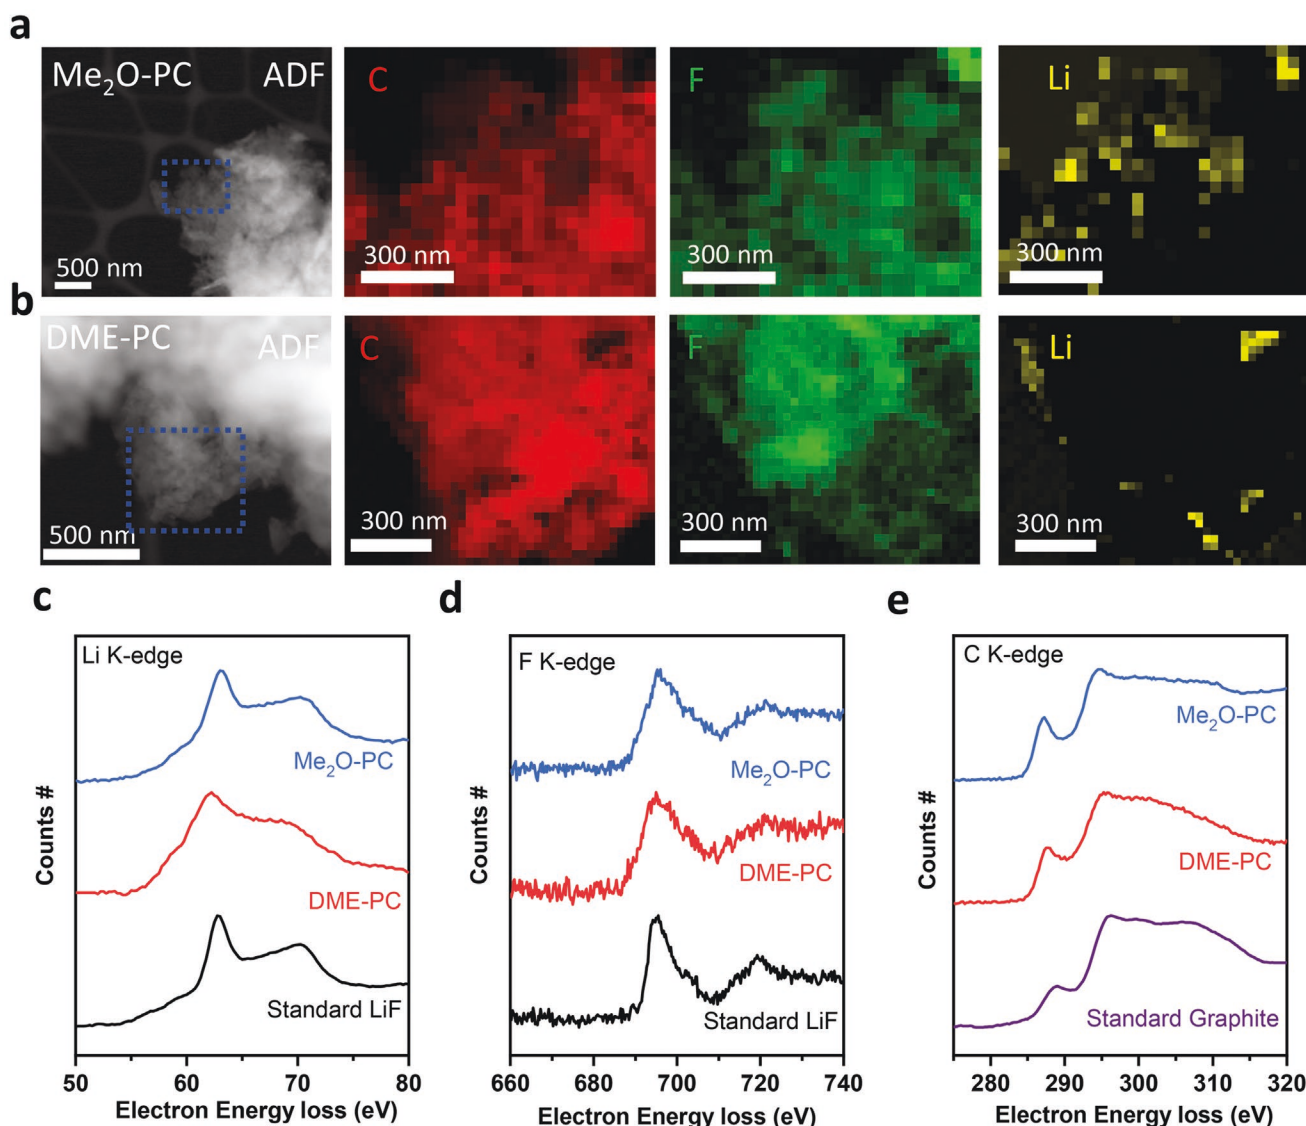 a
Me₂O-PC ADF
500 nm
C
300 nm
F
300 nm
Li
300 nm
b
DME-PC ADF
500 nm
C
300 nm
F
300 nm
Li
300 nm
c
Li K-edge
Me₂O-PC
DME-PC
Standard LiF
Counts #
50 60 70 80
Electron Energy loss (eV)
d
F K-edge
Me₂O-PC
DME-PC
Standard LiF
Counts #
660 680 700 720 740
Electron Energy loss (eV)
e
C K-edge
Me₂O-PC
DME-PC
Standard Graphite
Counts #
280 290 300 310 320
Electron Energy loss (eV)